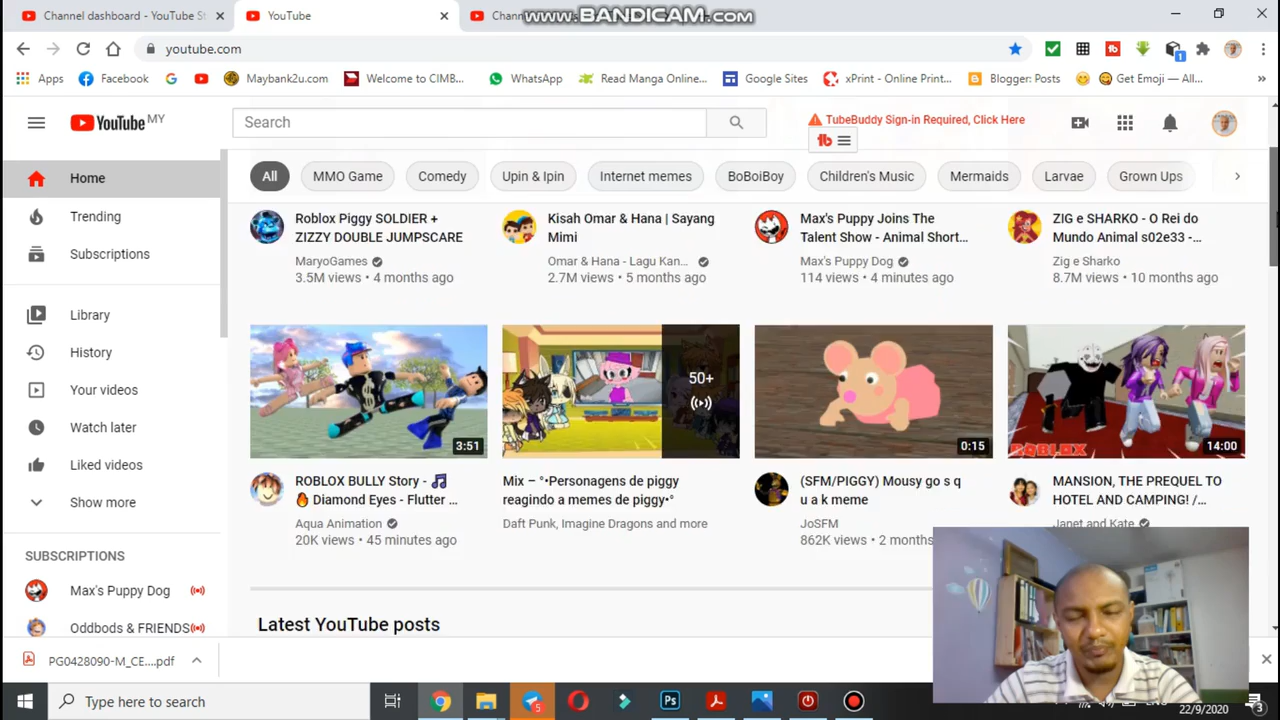 Channel dashboard - YouTube St
YouTube
Chann
www.BANDICAM.com
youtube.com
1
Apps
Facebook
Maybank2u.com
Welcome to CIMB...
WhatsApp
Read Manga Online...
Google Sites
xPrint - Online Print...
Blogger: Posts
Get Emoji — All...
YouTube MY
Search
TubeBuddy Sign-in Required, Click Here
tb
Home
Trending
Subscriptions
Library
History
Your videos
Watch later
Liked videos
Show more
SUBSCRIPTIONS
Max's Puppy Dog
Oddbods & FRIENDS
All
MMO Game
Comedy
Upin & Ipin
Internet memes
BoBoiBoy
Children's Music
Mermaids
Larvae
Grown Ups
Roblox Piggy SOLDIER +
ZIZZY DOUBLE JUMPSCARE
MaryoGames
3.5M views • 4 months ago
Kisah Omar & Hana | Sayang
Mimi
Omar & Hana - Lagu Kan...
2.7M views • 5 months ago
Max's Puppy Joins The
Talent Show - Animal Short...
Max's Puppy Dog
114 views • 4 minutes ago
ZIG e SHARKO - O Rei do
Mundo Animal s02e33 -...
Zig e Sharko
8.7M views • 10 months ago
3:51
ROBLOX BULLY Story - 🎵
🔥 Diamond Eyes - Flutter ...
Aqua Animation
20K views • 45 minutes ago
50+
Mix – °•Personagens de piggy
reagindo a memes de piggy•°
Daft Punk, Imagine Dragons and more
0:15
(SFM/PIGGY) Mousy go s q
u a k meme
JoSFM
862K views • 2 months
ROBLOX
14:00
MANSION, THE PREQUEL TO
HOTEL AND CAMPING! /...
Janet and Kate
Latest YouTube posts
PG0428090-M_CE....pdf
Type here to search
5
Ps
22/9/2020
3